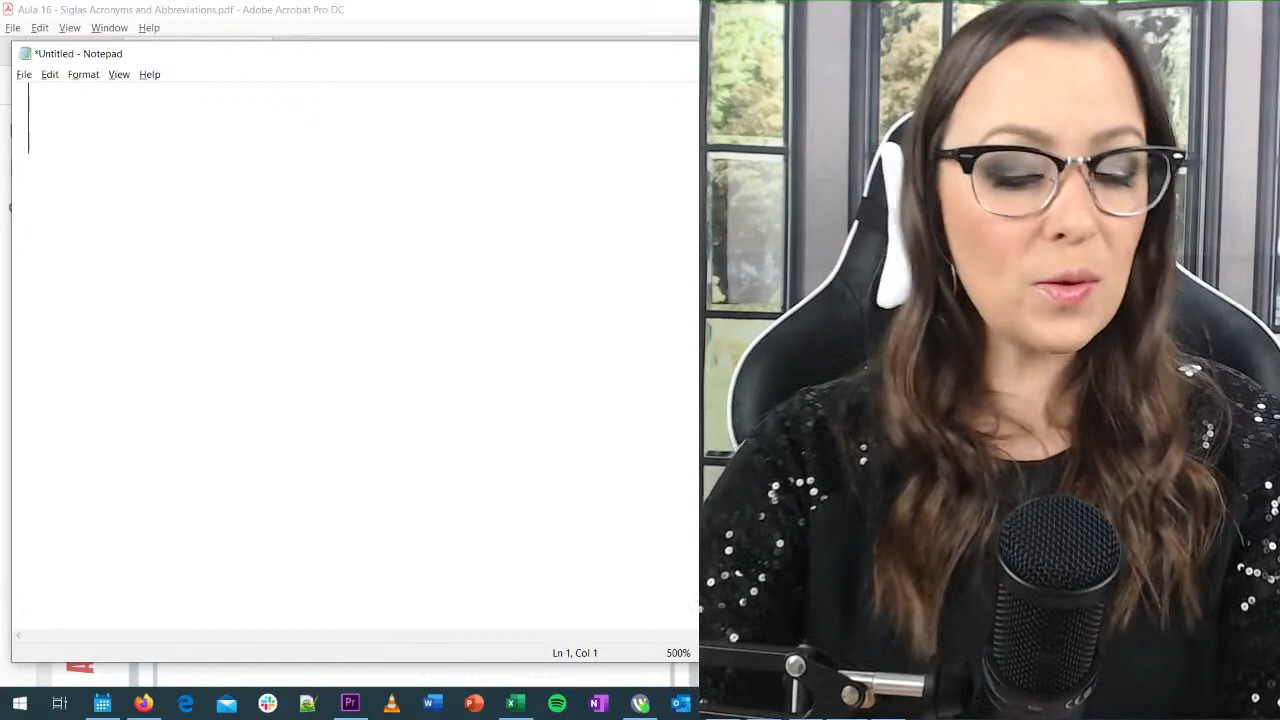 Aula 16 - Siglas Acronyms and Abbreviations.pdf - Adobe Acrobat Pro DC
File Edit View Window Help
*Untitled - Notepad
File Edit Format View Help
Ln 1, Col 1 500%